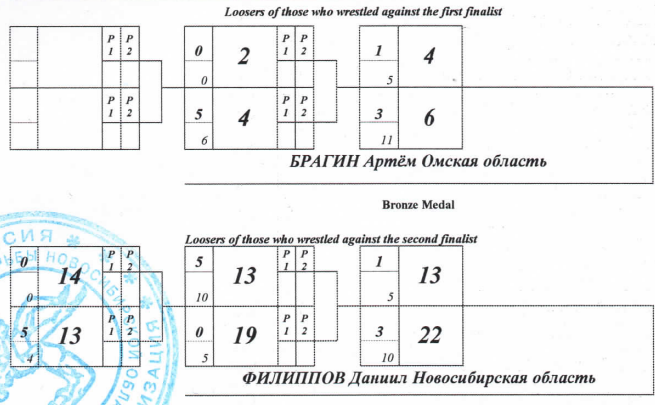 Loosers of those who wrestled against the first finalist
P P
1 2
P P
1 2
0 2 P P
0 1 2
5 4 P P
6 1 2
1 4
5
3 6
11
БРАГИН Артём Омская область
Bronze Medal
Loosers of those who wrestled against the second finalist
0 14 P P
0 1 2
5 13 P P
4 1 2
5 13 P P
10 1 2
0 19 P P
5 1 2
1 13
5
3 22
10
ФИЛИППОВ Даниил Новосибирская область